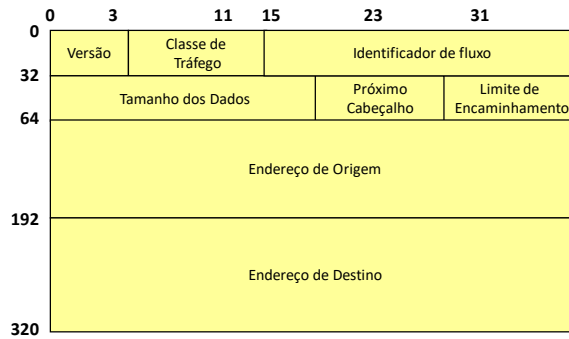 0 3 11 15 23 31
0
Versão
Classe de
Tráfego
Identificador de fluxo
32
Tamanho dos Dados
Próximo
Cabeçalho
Limite de
Encaminhamento
64
Endereço de Origem
192
Endereço de Destino
320